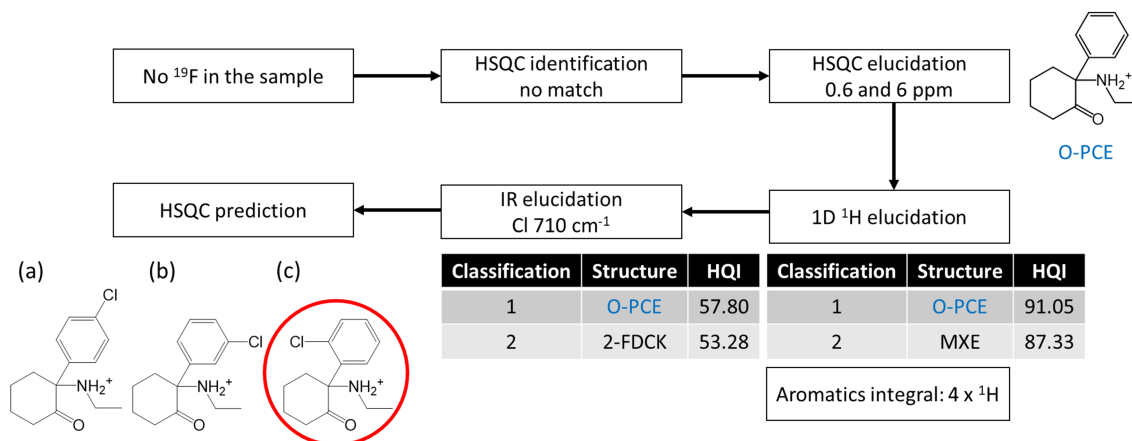 No ¹⁹F in the sample
HSQC identification
no match
HSQC elucidation
0.6 and 6 ppm
NH₂⁺
O
O-PCE
HSQC prediction
IR elucidation
Cl 710 cm⁻¹
1D ¹H elucidation
(a)
Cl
NH₂⁺
O
(b)
Cl
NH₂⁺
O
(c)
Cl
NH₂⁺
O
Classification Structure HQI
1 O-PCE 57.80
2 2-FDCK 53.28
Classification Structure HQI
1 O-PCE 91.05
2 MXE 87.33
Aromatics integral: 4 x ¹H